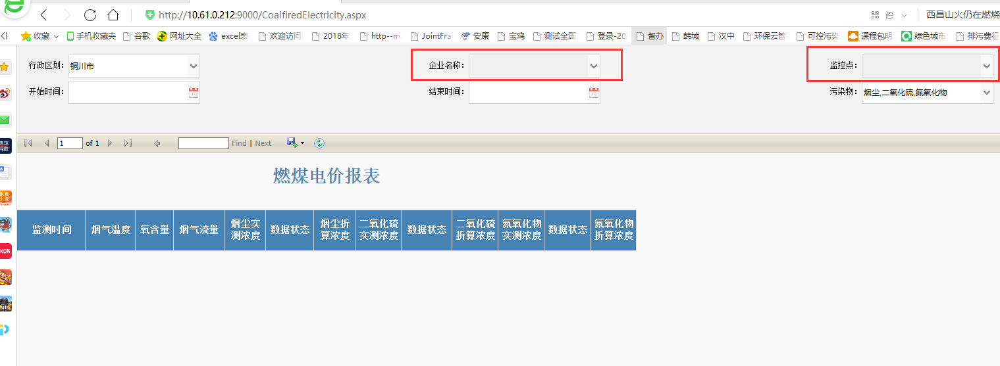 http://10.61.0.212:9000/CoalfiredElectricity.aspx
西昌山火仍在燃烧
收藏 手机收藏夹 谷歌 网址大全 excel表 欢迎访问 2018年 http--m JointFra 安康 宝鸡 测试全国 登录-20 督办 韩城 汉中 环保云管 可控污染 课程包明 绿色城市 排污费征
行政区划： 铜川市 企业名称： 监控点：
开始时间： 结束时间： 污染物： 烟尘,二氧化硫,氮氧化物
1 of 1 Find | Next
燃煤电价报表
监测时间 烟气温度 氧含量 烟气流量 烟尘实测浓度 数据状态 烟尘折算浓度 二氧化硫实测浓度 数据状态 二氧化硫折算浓度 氮氧化物实测浓度 数据状态 氮氧化物折算浓度